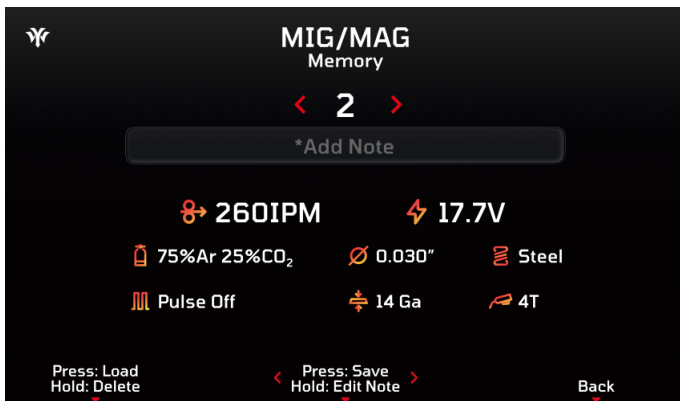 MIG/MAG
Memory
< 2 >
*Add Note
260IPM 17.7V
75%Ar 25%CO₂ 0.030″ Steel
Pulse Off 14 Ga 4T
Press: Load
Hold: Delete
< Press: Save >
Hold: Edit Note
Back